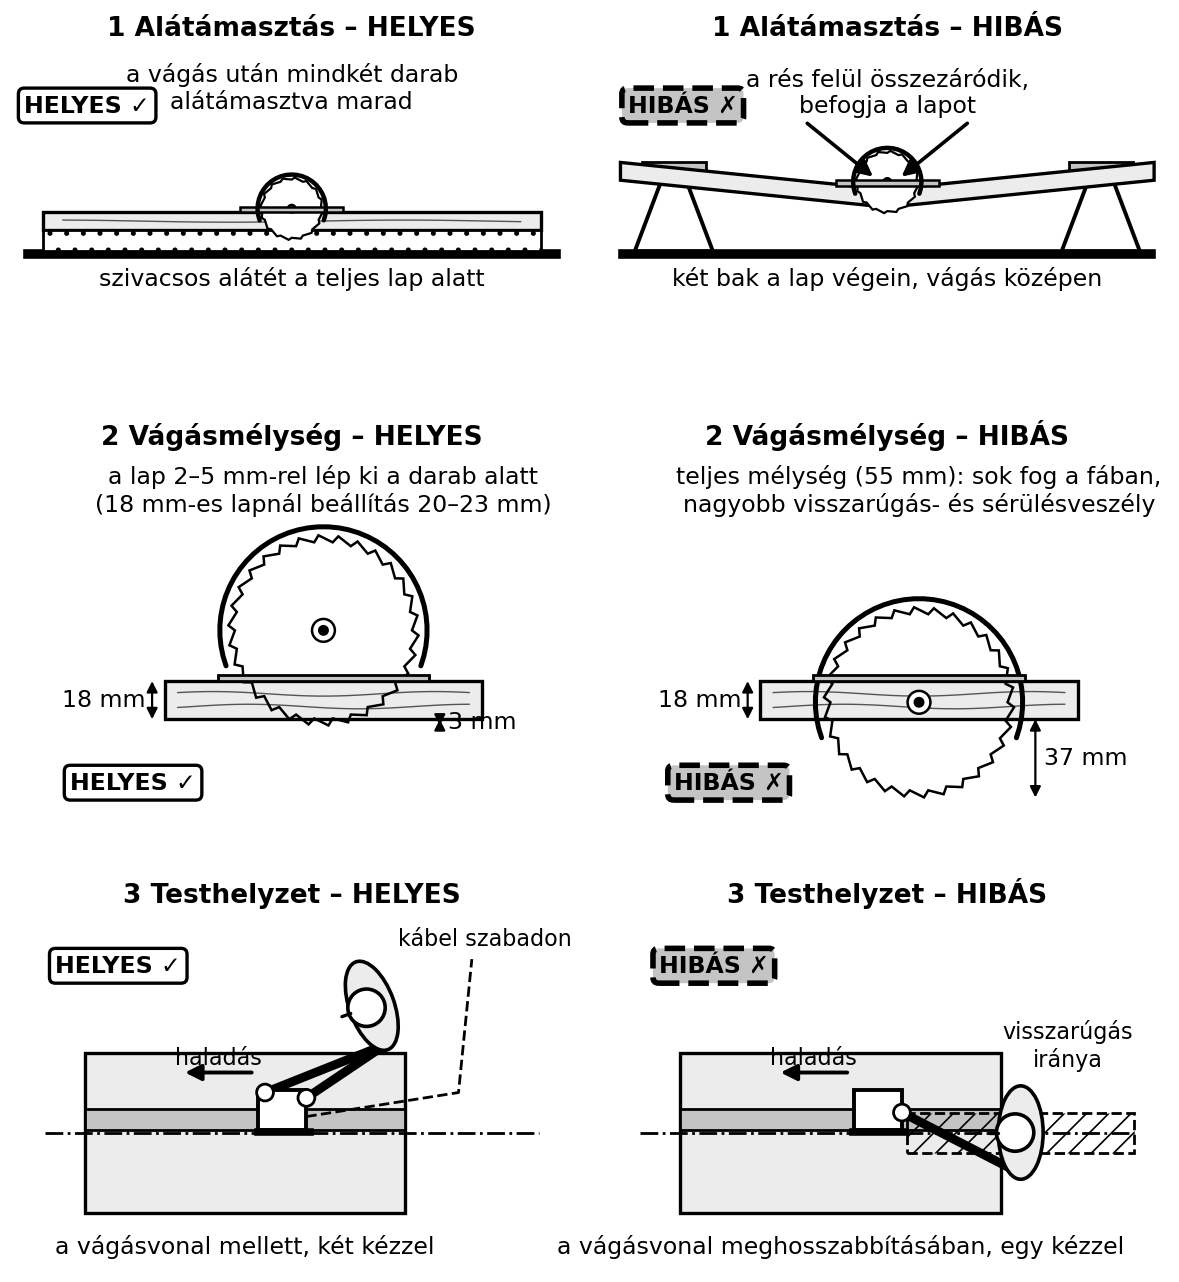 1 Alátámasztás – HELYES
a vágás után mindkét darab
alátámasztva marad
HELYES ✓
szivacsos alátét a teljes lap alatt
1 Alátámasztás – HIBÁS
a rés felül összezáródik,
befogja a lapot
HIBÁS ✗
két bak a lap végein, vágás középen
2 Vágásmélység – HELYES
a lap 2–5 mm-rel lép ki a darab alatt
(18 mm-es lapnál beállítás 20–23 mm)
18 mm
3 mm
HELYES ✓
2 Vágásmélység – HIBÁS
teljes mélység (55 mm): sok fog a fában,
nagyobb visszarúgás- és sérülésveszély
18 mm
37 mm
HIBÁS ✗
3 Testhelyzet – HELYES
kábel szabadon
HELYES ✓
haladás
a vágásvonal mellett, két kézzel
3 Testhelyzet – HIBÁS
HIBÁS ✗
visszarúgás
iránya
haladás
a vágásvonal meghosszabbításában, egy kézzel